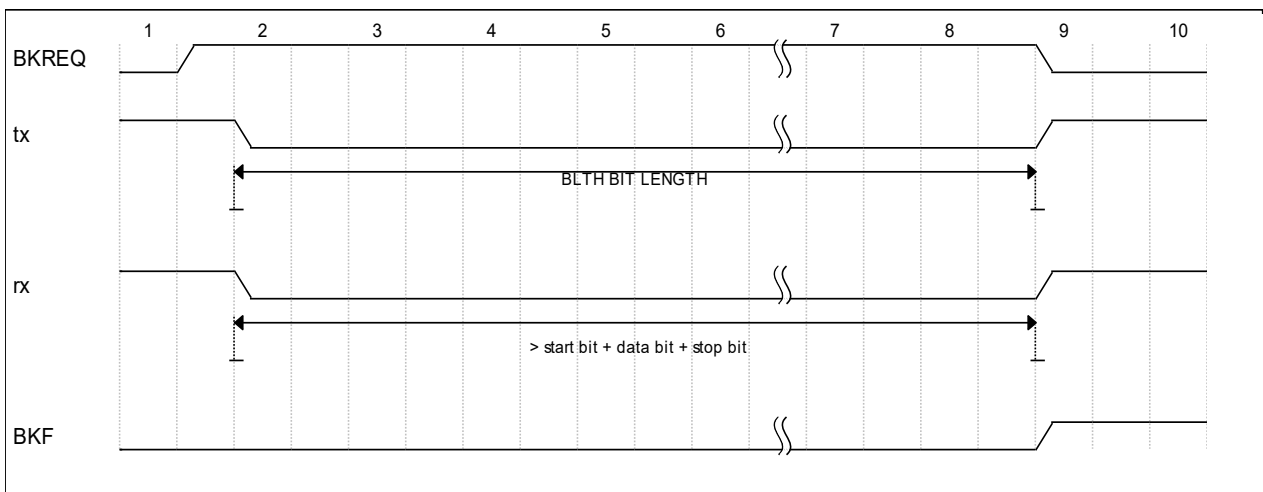 1 2 3 4 5 6 7 8 9 10
BKREQ
tx
BLTH BIT LENGTH
rx
> start bit + data bit + stop bit
BKF